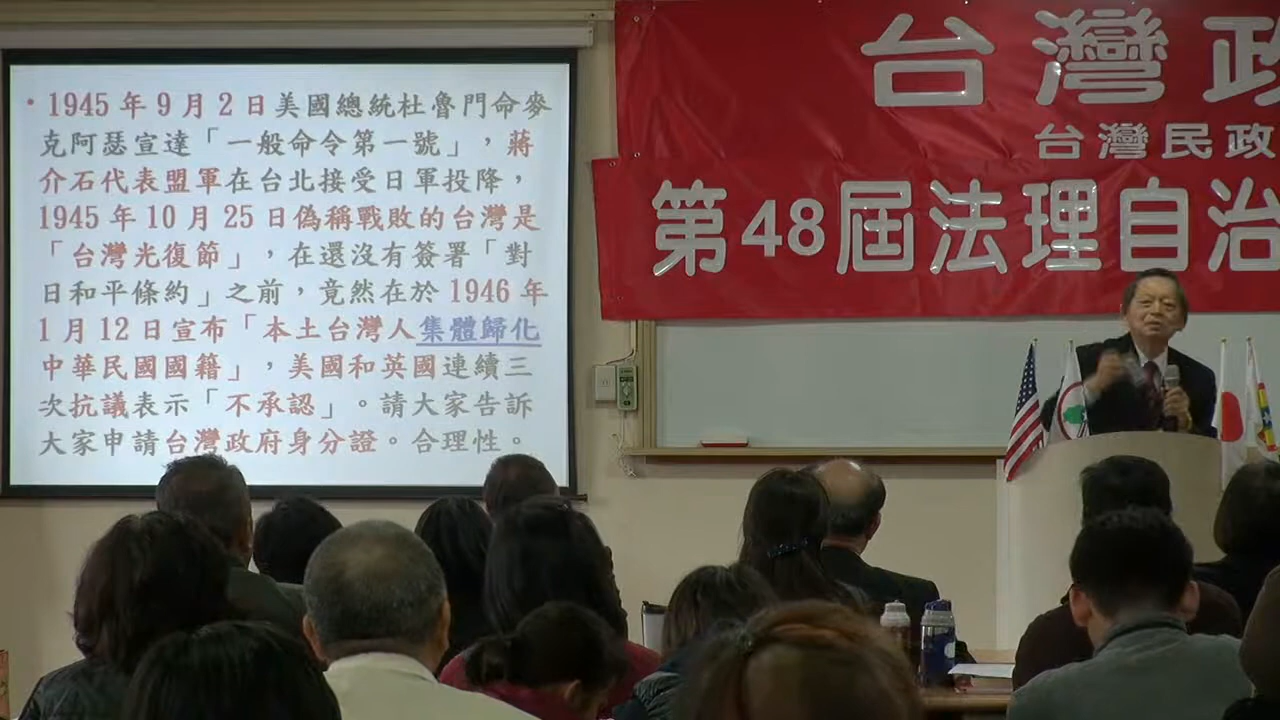 • 1945 年 9 月 2 日美國總統杜魯門命麥
克阿瑟宣達「一般命令第一號」，蔣
介石代表盟軍在台北接受日軍投降，
1945 年 10 月 25 日偽稱戰敗的台灣是
「台灣光復節」，在還沒有簽署「對
日和平條約」之前，竟然在於 1946 年
1 月 12 日宣布「本土台灣人集體歸化
中華民國國籍」，美國和英國連續三
次抗議表示「不承認」。請大家告訴
大家申請台灣政府身分證。合理性。
台灣政
台灣民政
第48屆法理自治